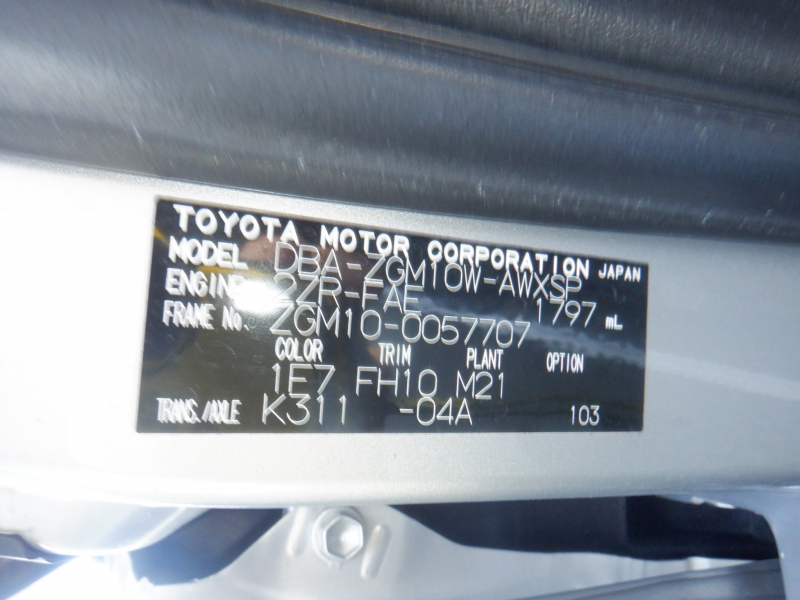 TOYOTA MOTOR CORPORATION JAPAN
MODEL DBA-ZGM10W-AWXSP
ENGINE 2ZR-FAE 1797 mL
FRAME No. ZGM10-0057707
COLOR TRIM PLANT OPTION
1E7 FH10 M21
TRANS./AXLE K311 -04A 103